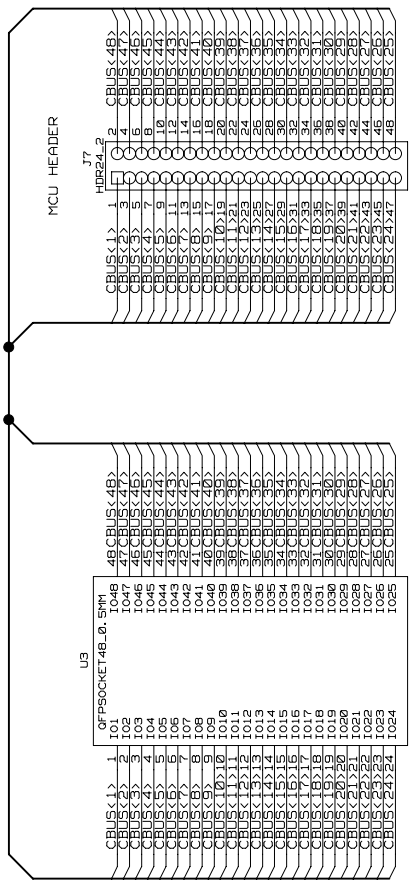 MCU HEADER
J7
HDR24_2
CBUS<1> 1 2 CBUS<48>
CBUS<2> 3 4 CBUS<47>
CBUS<3> 5 6 CBUS<46>
CBUS<4> 7 8 CBUS<45>
CBUS<5> 9 10 CBUS<44>
CBUS<6> 11 12 CBUS<43>
CBUS<7> 13 14 CBUS<42>
CBUS<8> 15 16 CBUS<41>
CBUS<9> 17 18 CBUS<40>
CBUS<10> 19 20 CBUS<39>
CBUS<11> 21 22 CBUS<38>
CBUS<12> 23 24 CBUS<37>
CBUS<13> 25 26 CBUS<36>
CBUS<14> 27 28 CBUS<35>
CBUS<15> 29 30 CBUS<34>
CBUS<16> 31 32 CBUS<33>
CBUS<17> 33 34 CBUS<32>
CBUS<18> 35 36 CBUS<31>
CBUS<19> 37 38 CBUS<30>
CBUS<20> 39 40 CBUS<29>
CBUS<21> 41 42 CBUS<28>
CBUS<22> 43 44 CBUS<27>
CBUS<23> 45 46 CBUS<26>
CBUS<24> 47 48 CBUS<25>
U3
QFPSOCKET48_0.5MM
CBUS<1> 1 IO1 IO48 48 CBUS<48>
CBUS<2> 2 IO2 IO47 47 CBUS<47>
CBUS<3> 3 IO3 IO46 46 CBUS<46>
CBUS<4> 4 IO4 IO45 45 CBUS<45>
CBUS<5> 5 IO5 IO44 44 CBUS<44>
CBUS<6> 6 IO6 IO43 43 CBUS<43>
CBUS<7> 7 IO7 IO42 42 CBUS<42>
CBUS<8> 8 IO8 IO41 41 CBUS<41>
CBUS<9> 9 IO9 IO40 40 CBUS<40>
CBUS<10> 10 IO10 IO39 39 CBUS<39>
CBUS<11> 11 IO11 IO38 38 CBUS<38>
CBUS<12> 12 IO12 IO37 37 CBUS<37>
CBUS<13> 13 IO13 IO36 36 CBUS<36>
CBUS<14> 14 IO14 IO35 35 CBUS<35>
CBUS<15> 15 IO15 IO34 34 CBUS<34>
CBUS<16> 16 IO16 IO33 33 CBUS<33>
CBUS<17> 17 IO17 IO32 32 CBUS<32>
CBUS<18> 18 IO18 IO31 31 CBUS<31>
CBUS<19> 19 IO19 IO30 30 CBUS<30>
CBUS<20> 20 IO20 IO29 29 CBUS<29>
CBUS<21> 21 IO21 IO28 28 CBUS<28>
CBUS<22> 22 IO22 IO27 27 CBUS<27>
CBUS<23> 23 IO23 IO26 26 CBUS<26>
CBUS<24> 24 IO24 IO25 25 CBUS<25>